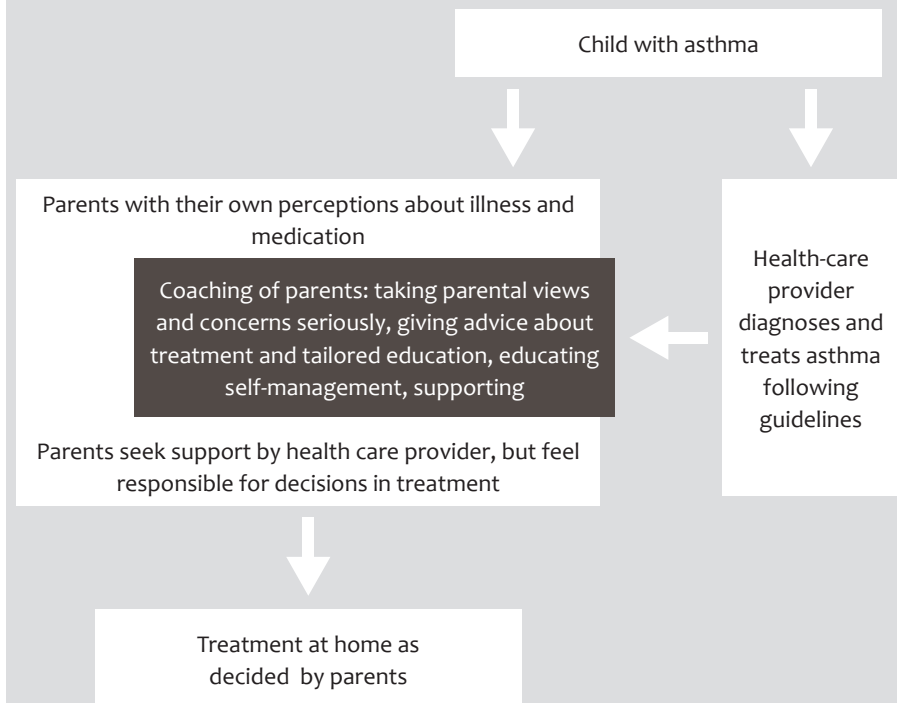 Child with asthma
Parents with their own perceptions about illness and
medication
Coaching of parents: taking parental views
and concerns seriously, giving advice about
treatment and tailored education, educating
self-management, supporting
Parents seek support by health care provider, but feel
responsible for decisions in treatment
Health-care
provider
diagnoses and
treats asthma
following
guidelines
Treatment at home as
decided by parents